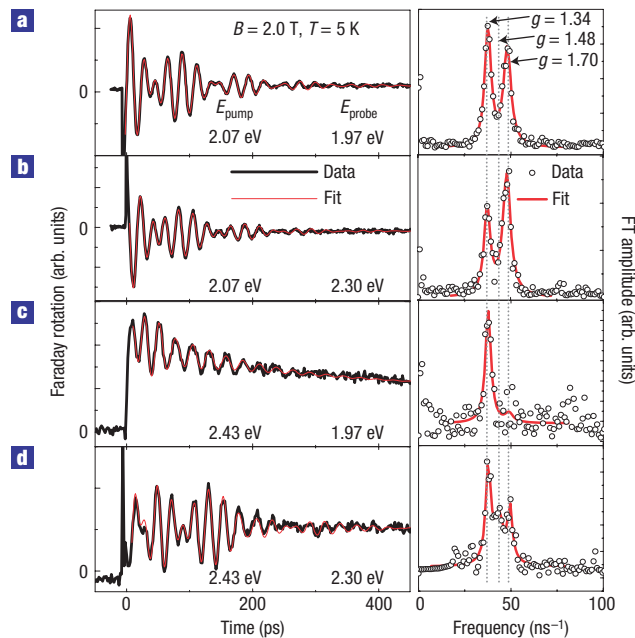 a
B = 2.0 T, T = 5 K
E_pump E_probe
2.07 eV 1.97 eV
0
g = 1.34
g = 1.48
g = 1.70
b
Data
Fit
0
2.07 eV 2.30 eV
Data
Fit
c
0
2.43 eV 1.97 eV
d
0
2.43 eV 2.30 eV
Faraday rotation (arb. units)
FT amplitude (arb. units)
0 200 400
Time (ps)
0 50 100
Frequency (ns⁻¹)